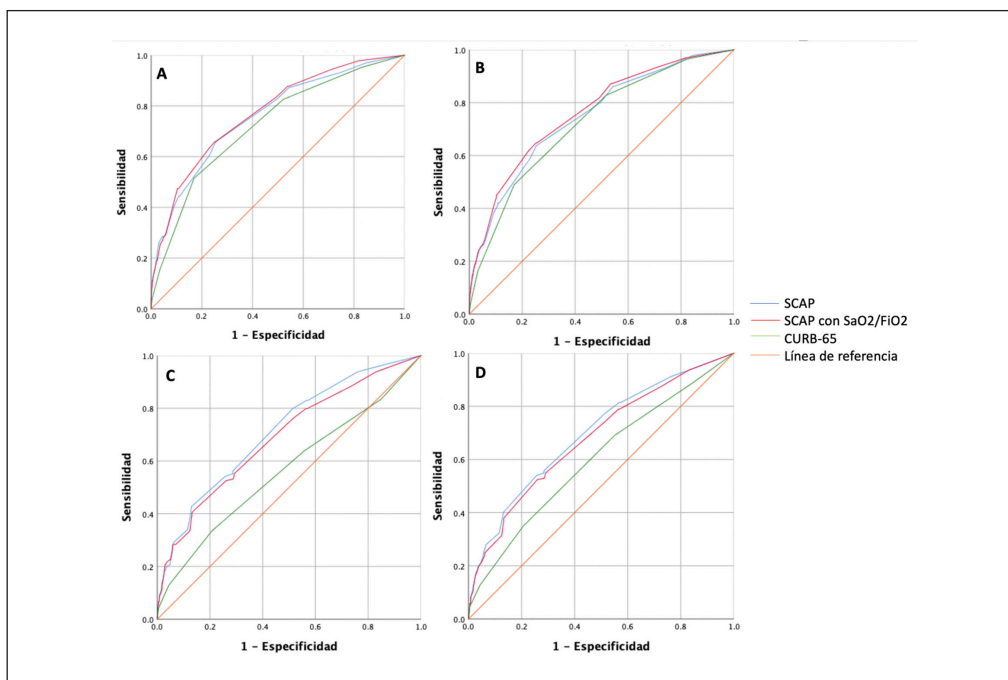 A
1.0
0.8
0.6
0.4
0.2
0.0
Sensibilidad
0.0 0.2 0.4 0.6 0.8 1.0
1 – Especificidad
B
1.0
0.8
0.6
0.4
0.2
0.0
Sensibilidad
0.0 0.2 0.4 0.6 0.8 1.0
1 – Especificidad
SCAP
SCAP con SaO2/FiO2
CURB-65
Línea de referencia
C
1.0
0.8
0.6
0.4
0.2
0.0
Sensibilidad
0.0 0.2 0.4 0.6 0.8 1.0
1 – Especificidad
D
1.0
0.8
0.6
0.4
0.2
0.0
Sensibilidad
0.0 0.2 0.4 0.6 0.8 1.0
1 – Especificidad